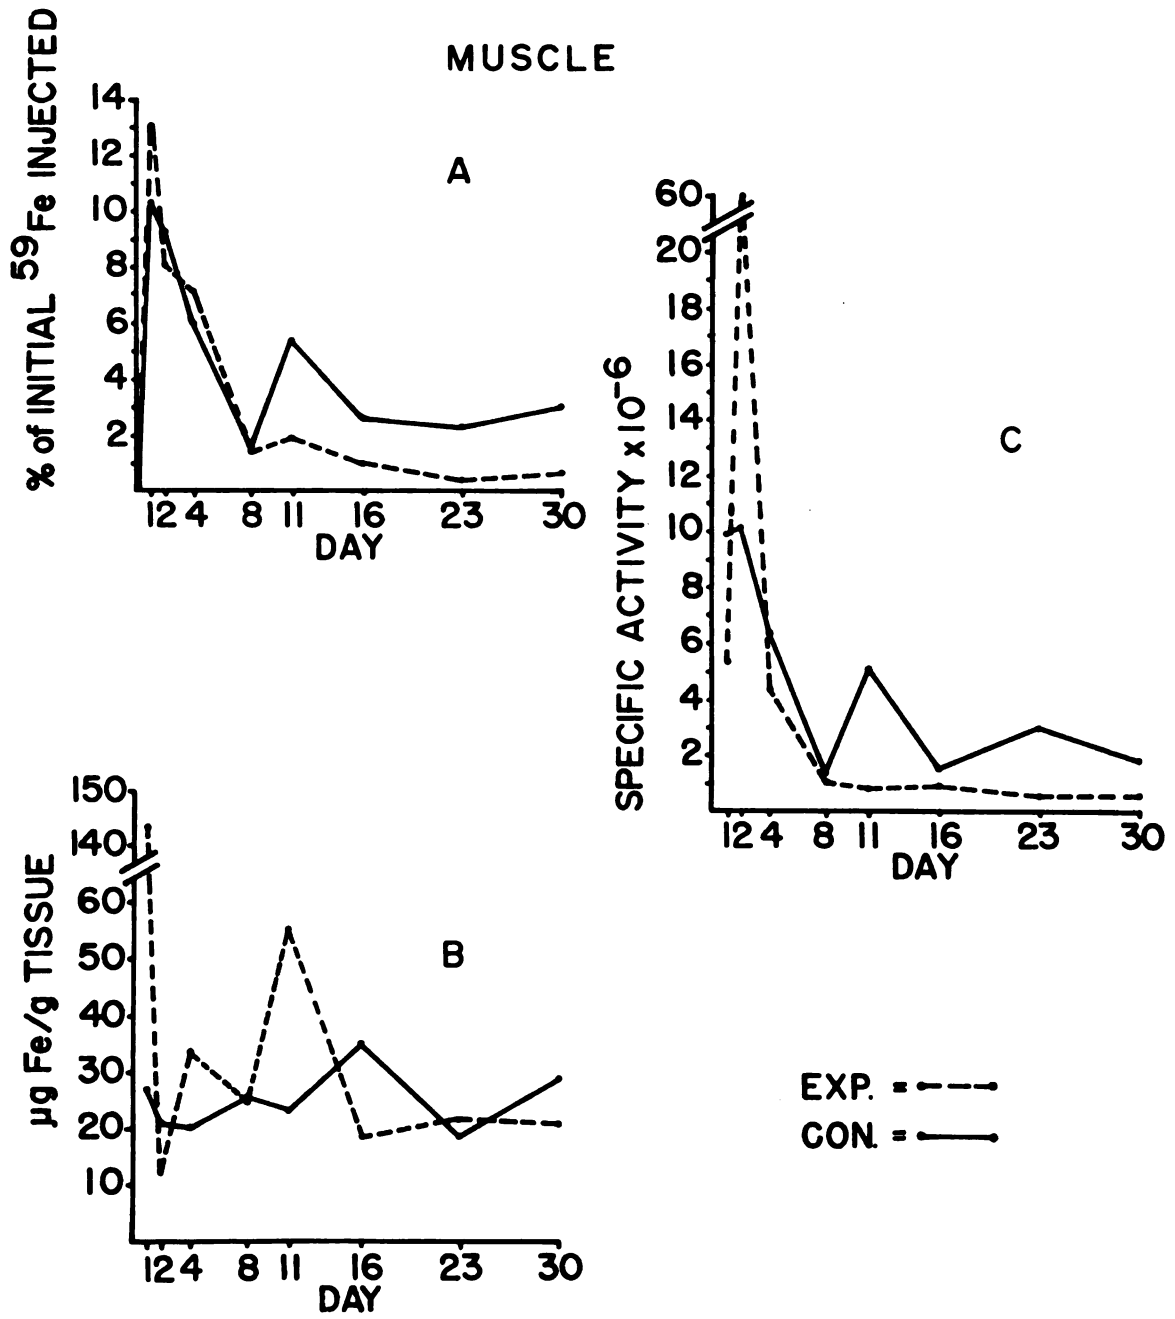 MUSCLE
% of INITIAL 59Fe INJECTED
14
12
10
8
6
4
2
A
1 2 4 8 11 16 23 30
DAY
SPECIFIC ACTIVITY x10-6
60
20
18
16
14
12
10
8
6
4
2
C
1 2 4 8 11 16 23 30
DAY
µg Fe/g TISSUE
150
140
60
50
40
30
20
10
B
1 2 4 8 11 16 23 30
DAY
EXP. =
CON. =